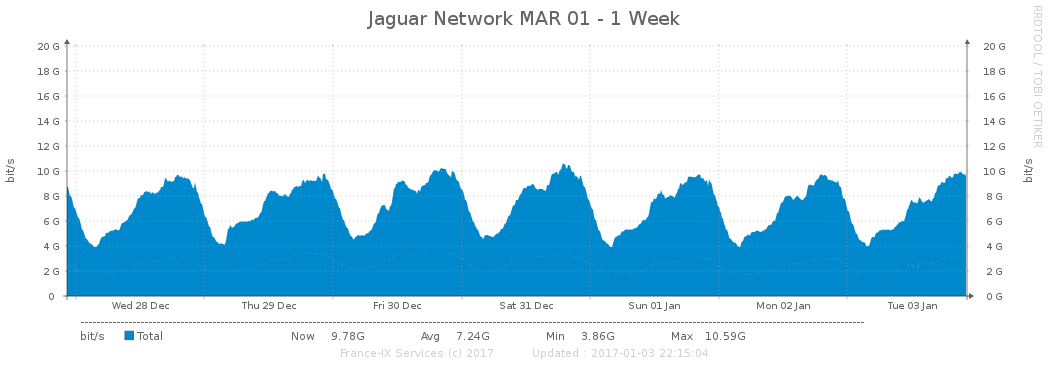 Jaguar Network MAR 01 - 1 Week
RRDTOOL / TOBI OETIKER
bit/s
bit/s
20 G 20 G
18 G 18 G
16 G 16 G
14 G 14 G
12 G 12 G
10 G 10 G
8 G 8 G
6 G 6 G
4 G 4 G
2 G 2 G
0 0 G
Wed 28 Dec Thu 29 Dec Fri 30 Dec Sat 31 Dec Sun 01 Jan Mon 02 Jan Tue 03 Jan
bit/s Total Now 9.78G Avg 7.24G Min 3.86G Max 10.59G
France-IX Services (c) 2017 Updated : 2017-01-03 22:15:04